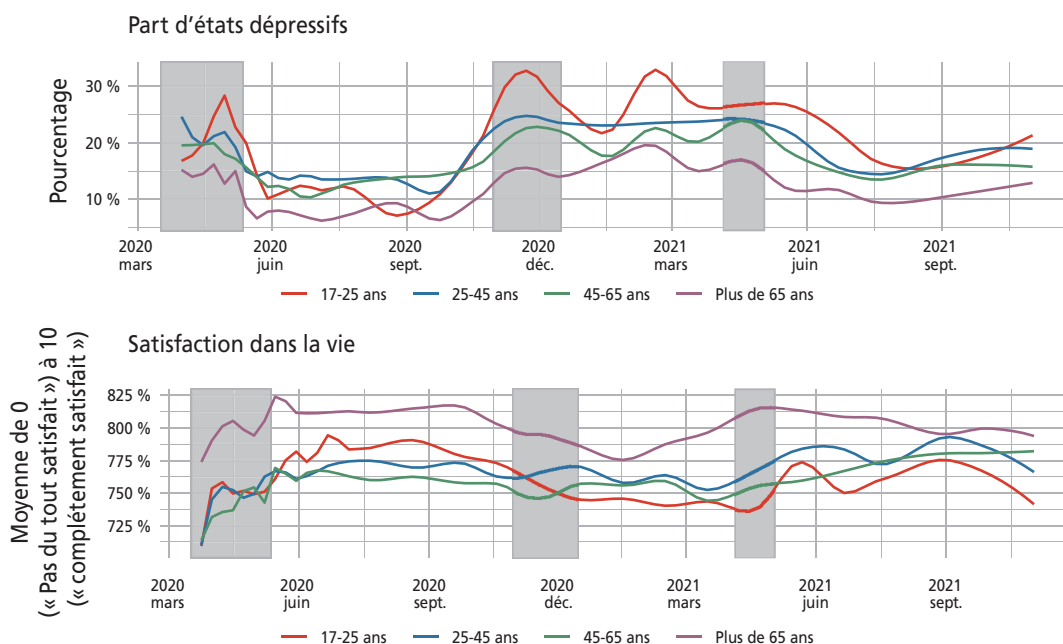 Part d'états dépressifs
Pourcentage
30 %
20 %
10 %
2020 2020 2020 2020 2021 2021 2021
mars juin sept. déc. mars juin sept.
17-25 ans 25-45 ans 45-65 ans Plus de 65 ans
Satisfaction dans la vie
Moyenne de 0
(« Pas du tout satisfait ») à 10
(« complètement satisfait »)
825 %
800 %
775 %
750 %
725 %
2020 2020 2020 2020 2021 2021 2021
mars juin sept. déc. mars juin sept.
17-25 ans 25-45 ans 45-65 ans Plus de 65 ans